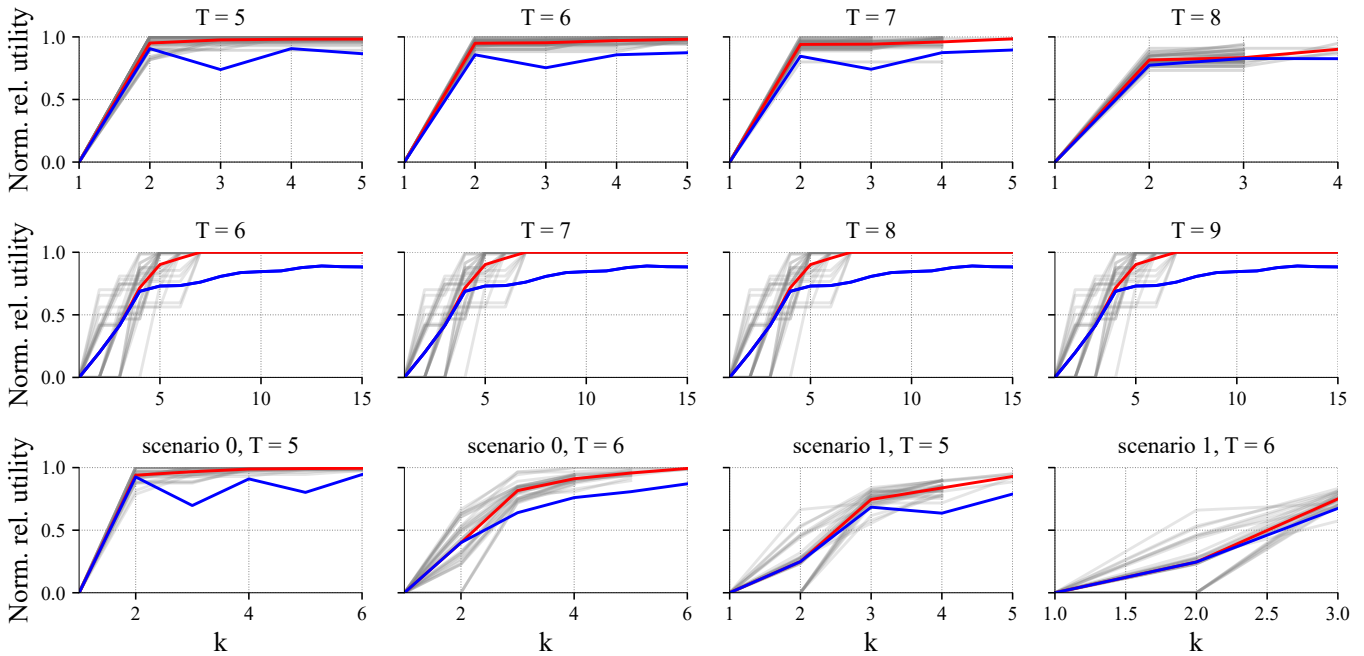 T = 5 T = 6 T = 7 T = 8
Norm. rel. utility
1.0
0.5
0.0
1 2 3 4 5 1 2 3 4 5 1 2 3 4 5 1 2 3 4
T = 6 T = 7 T = 8 T = 9
Norm. rel. utility
1.0
0.5
0.0
5 10 15 5 10 15 5 10 15 5 10 15
scenario 0, T = 5 scenario 0, T = 6 scenario 1, T = 5 scenario 1, T = 6
Norm. rel. utility
1.0
0.5
0.0
2 4 6 2 4 6 1 2 3 4 5 1.0 1.5 2.0 2.5 3.0
k k k k